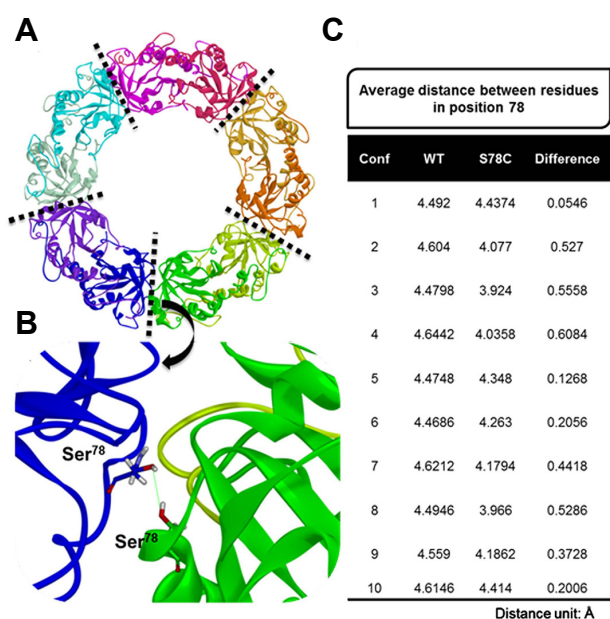 A
B
Ser78
Ser78
C
Average distance between residues
in position 78
Conf WT S78C Difference
1 4.492 4.4374 0.0546
2 4.604 4.077 0.527
3 4.4798 3.924 0.5558
4 4.6442 4.0358 0.6084
5 4.4748 4.348 0.1268
6 4.4686 4.263 0.2056
7 4.6212 4.1794 0.4418
8 4.4946 3.966 0.5286
9 4.559 4.1862 0.3728
10 4.6146 4.414 0.2006
Distance unit: Å